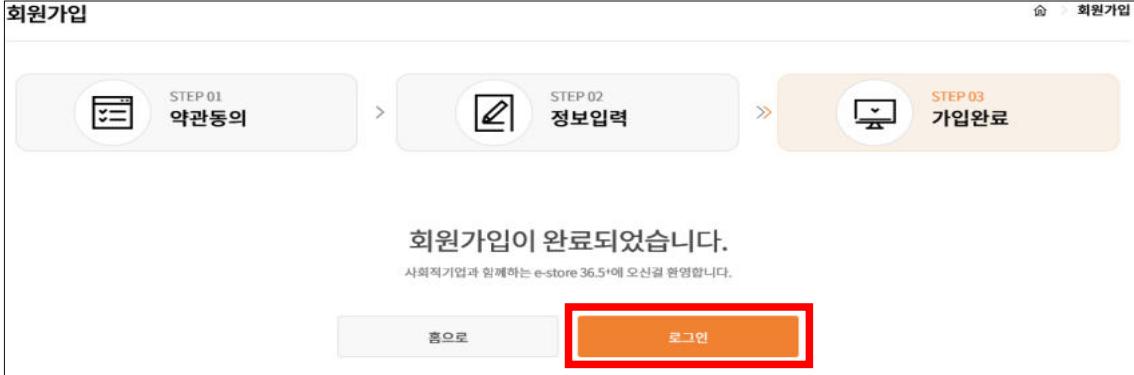 회원가입
회원가입
STEP 01
약관동의
STEP 02
정보입력
STEP 03
가입완료
회원가입이 완료되었습니다.
사회적기업과 함께하는 e-store 36.5+에 오신걸 환영합니다.
홈으로
로그인